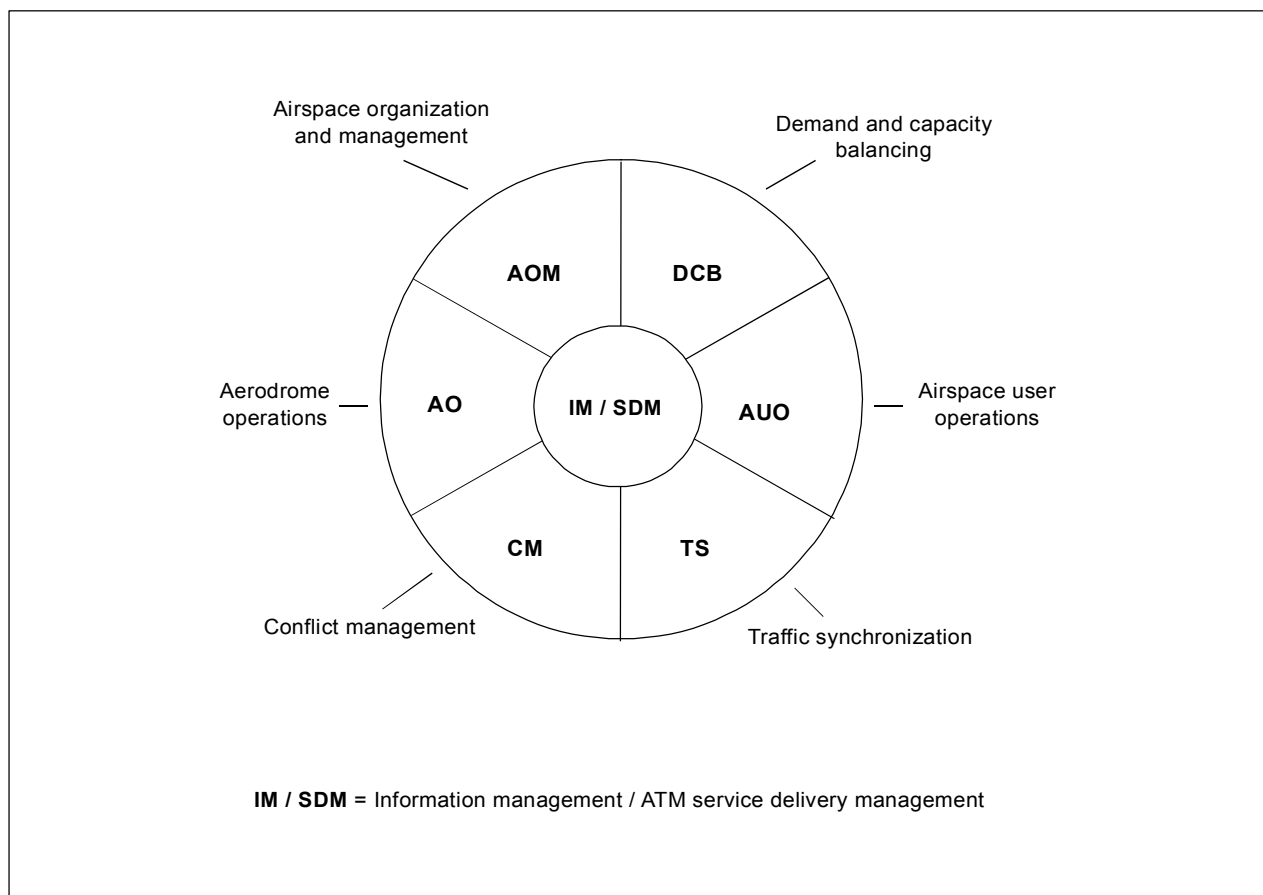 Airspace organization
and management
Demand and capacity
balancing
AOM
DCB
Aerodrome
operations
AO
IM / SDM
AUO
Airspace user
operations
CM
TS
Conflict management
Traffic synchronization
IM / SDM = Information management / ATM service delivery management